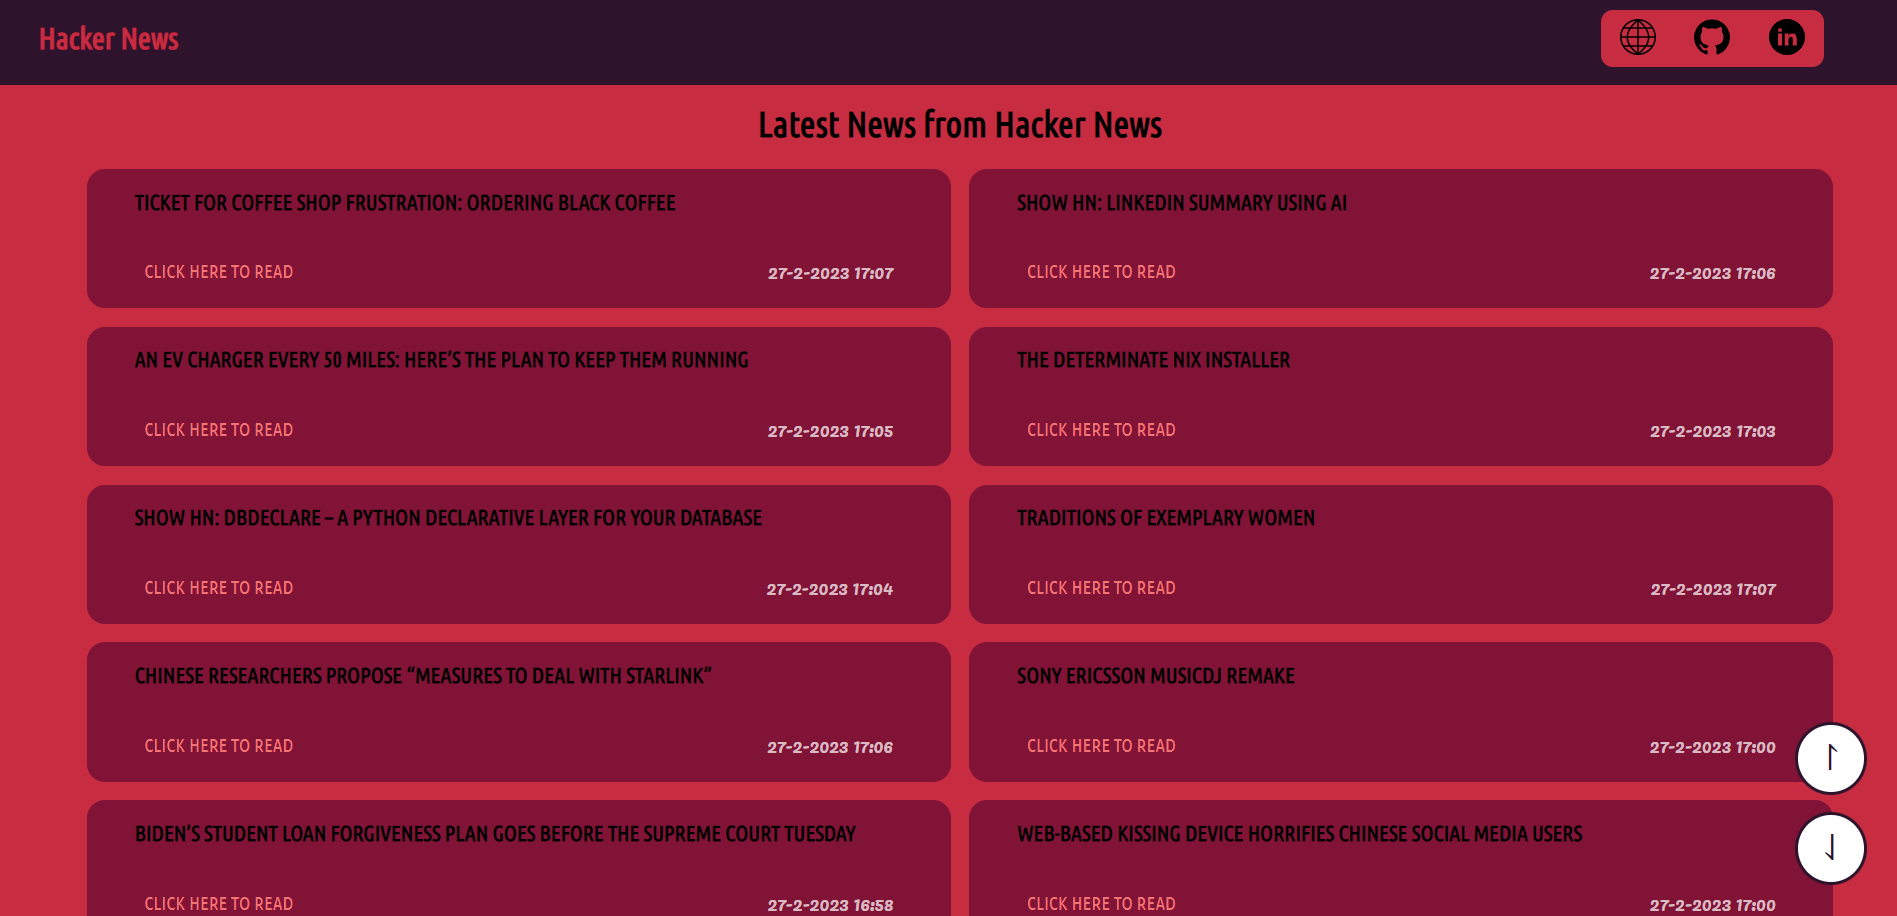 Hacker News
in
Latest News from Hacker News
TICKET FOR COFFEE SHOP FRUSTRATION: ORDERING BLACK COFFEE
CLICK HERE TO READ
27-2-2023 17:07
SHOW HN: LINKEDIN SUMMARY USING AI
CLICK HERE TO READ
27-2-2023 17:06
AN EV CHARGER EVERY 50 MILES: HERE’S THE PLAN TO KEEP THEM RUNNING
CLICK HERE TO READ
27-2-2023 17:05
THE DETERMINATE NIX INSTALLER
CLICK HERE TO READ
27-2-2023 17:03
SHOW HN: DBDECLARE – A PYTHON DECLARATIVE LAYER FOR YOUR DATABASE
CLICK HERE TO READ
27-2-2023 17:04
TRADITIONS OF EXEMPLARY WOMEN
CLICK HERE TO READ
27-2-2023 17:07
CHINESE RESEARCHERS PROPOSE “MEASURES TO DEAL WITH STARLINK”
CLICK HERE TO READ
27-2-2023 17:06
SONY ERICSSON MUSICDJ REMAKE
CLICK HERE TO READ
27-2-2023 17:00
BIDEN’S STUDENT LOAN FORGIVENESS PLAN GOES BEFORE THE SUPREME COURT TUESDAY
CLICK HERE TO READ
27-2-2023 16:58
WEB-BASED KISSING DEVICE HORRIFIES CHINESE SOCIAL MEDIA USERS
CLICK HERE TO READ
27-2-2023 17:00